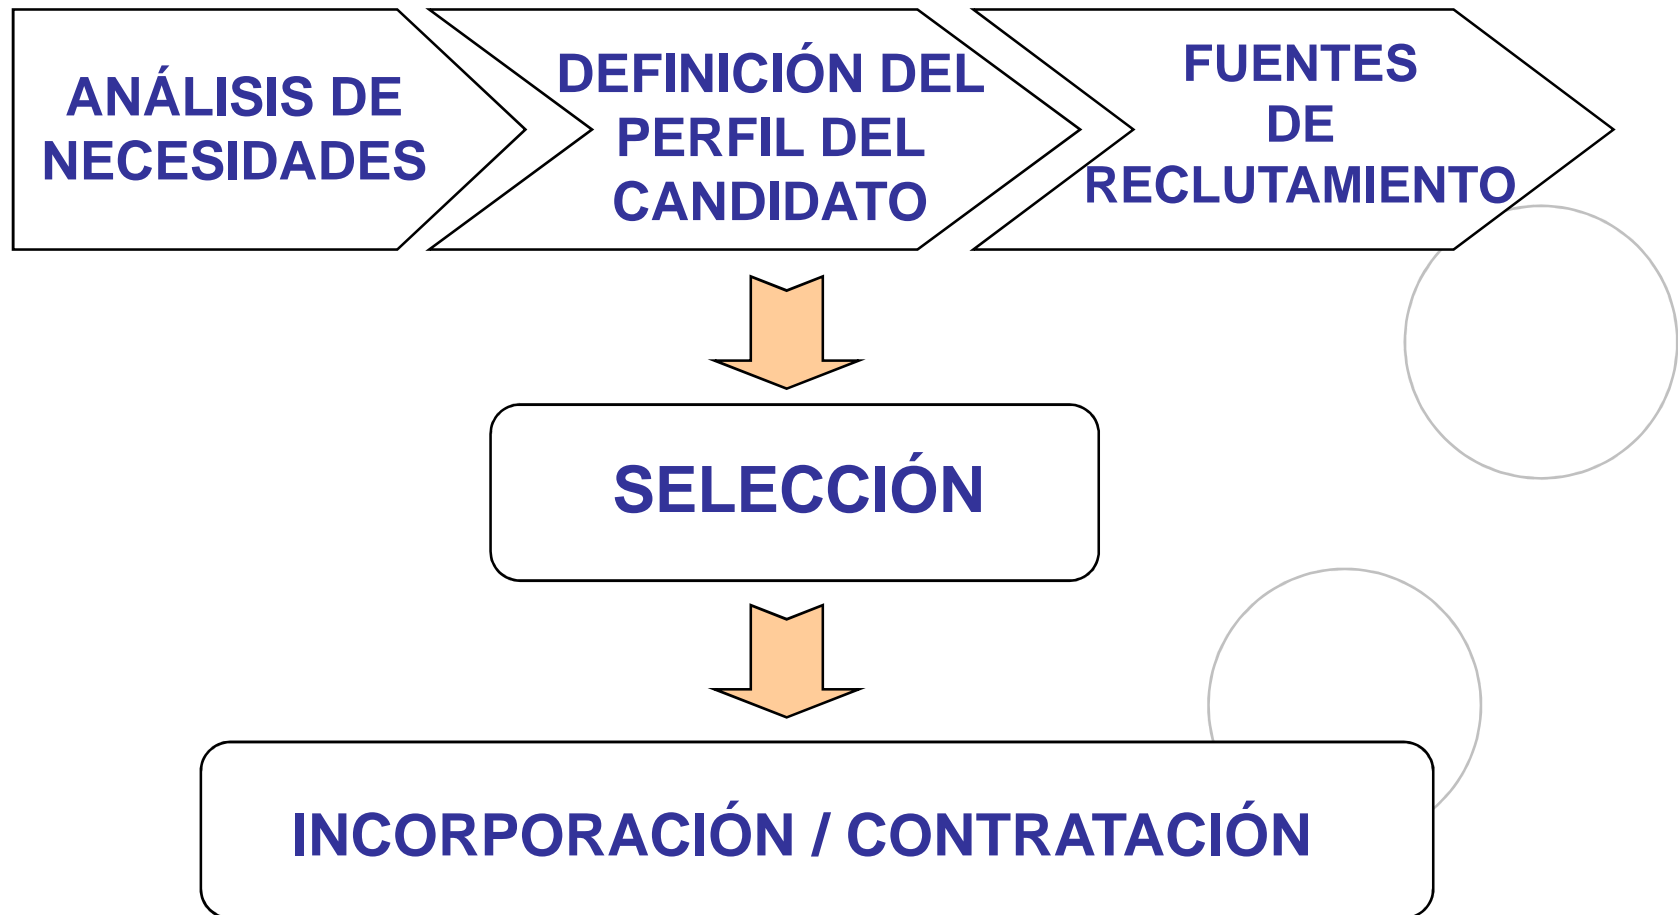 ANÁLISIS DE
NECESIDADES
DEFINICIÓN DEL
PERFIL DEL
CANDIDATO
FUENTES
DE
RECLUTAMIENTO
SELECCIÓN
INCORPORACIÓN / CONTRATACIÓN